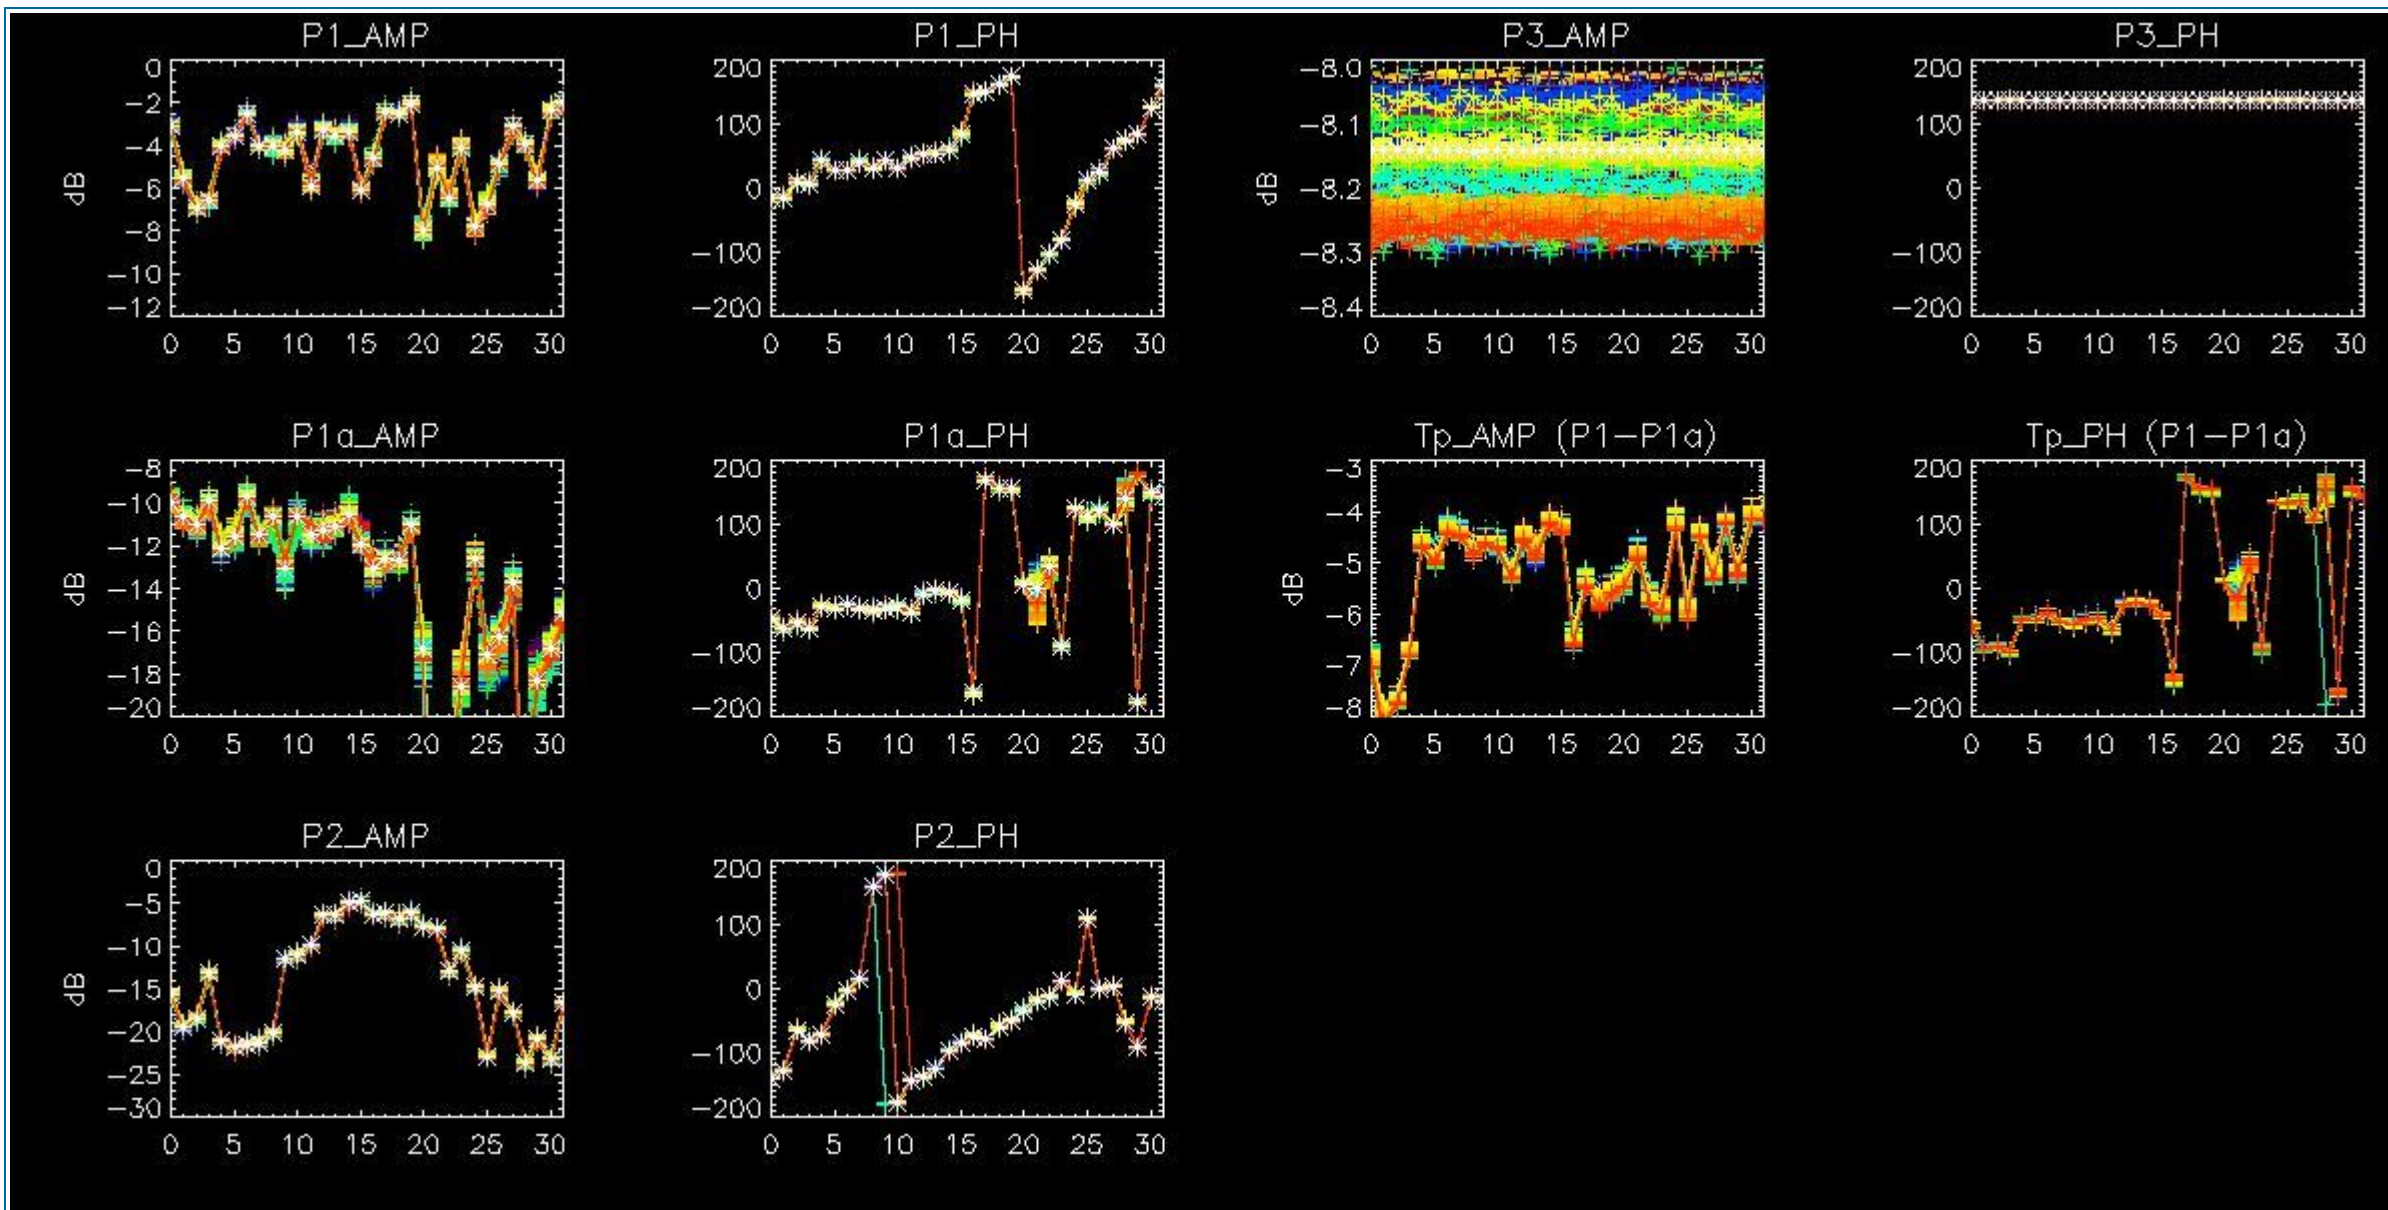 P1_AMP
P1_PH
P3_AMP
P3_PH
0
−2
−4
−6
−8
−10
−12
dB
0 5 10 15 20 25 30
200
100
0
−100
−200
0 5 10 15 20 25 30
−8.0
−8.1
−8.2
−8.3
−8.4
dB
0 5 10 15 20 25 30
200
100
0
−100
−200
0 5 10 15 20 25 30
P1a_AMP
P1a_PH
Tp_AMP (P1−P1a)
Tp_PH (P1−P1a)
−8
−10
−12
−14
−16
−18
−20
dB
0 5 10 15 20 25 30
200
100
0
−100
−200
0 5 10 15 20 25 30
−3
−4
−5
−6
−7
−8
dB
0 5 10 15 20 25 30
200
100
0
−100
−200
0 5 10 15 20 25 30
P2_AMP
P2_PH
0
−5
−10
−15
−20
−25
−30
dB
0 5 10 15 20 25 30
200
100
0
−100
−200
0 5 10 15 20 25 30